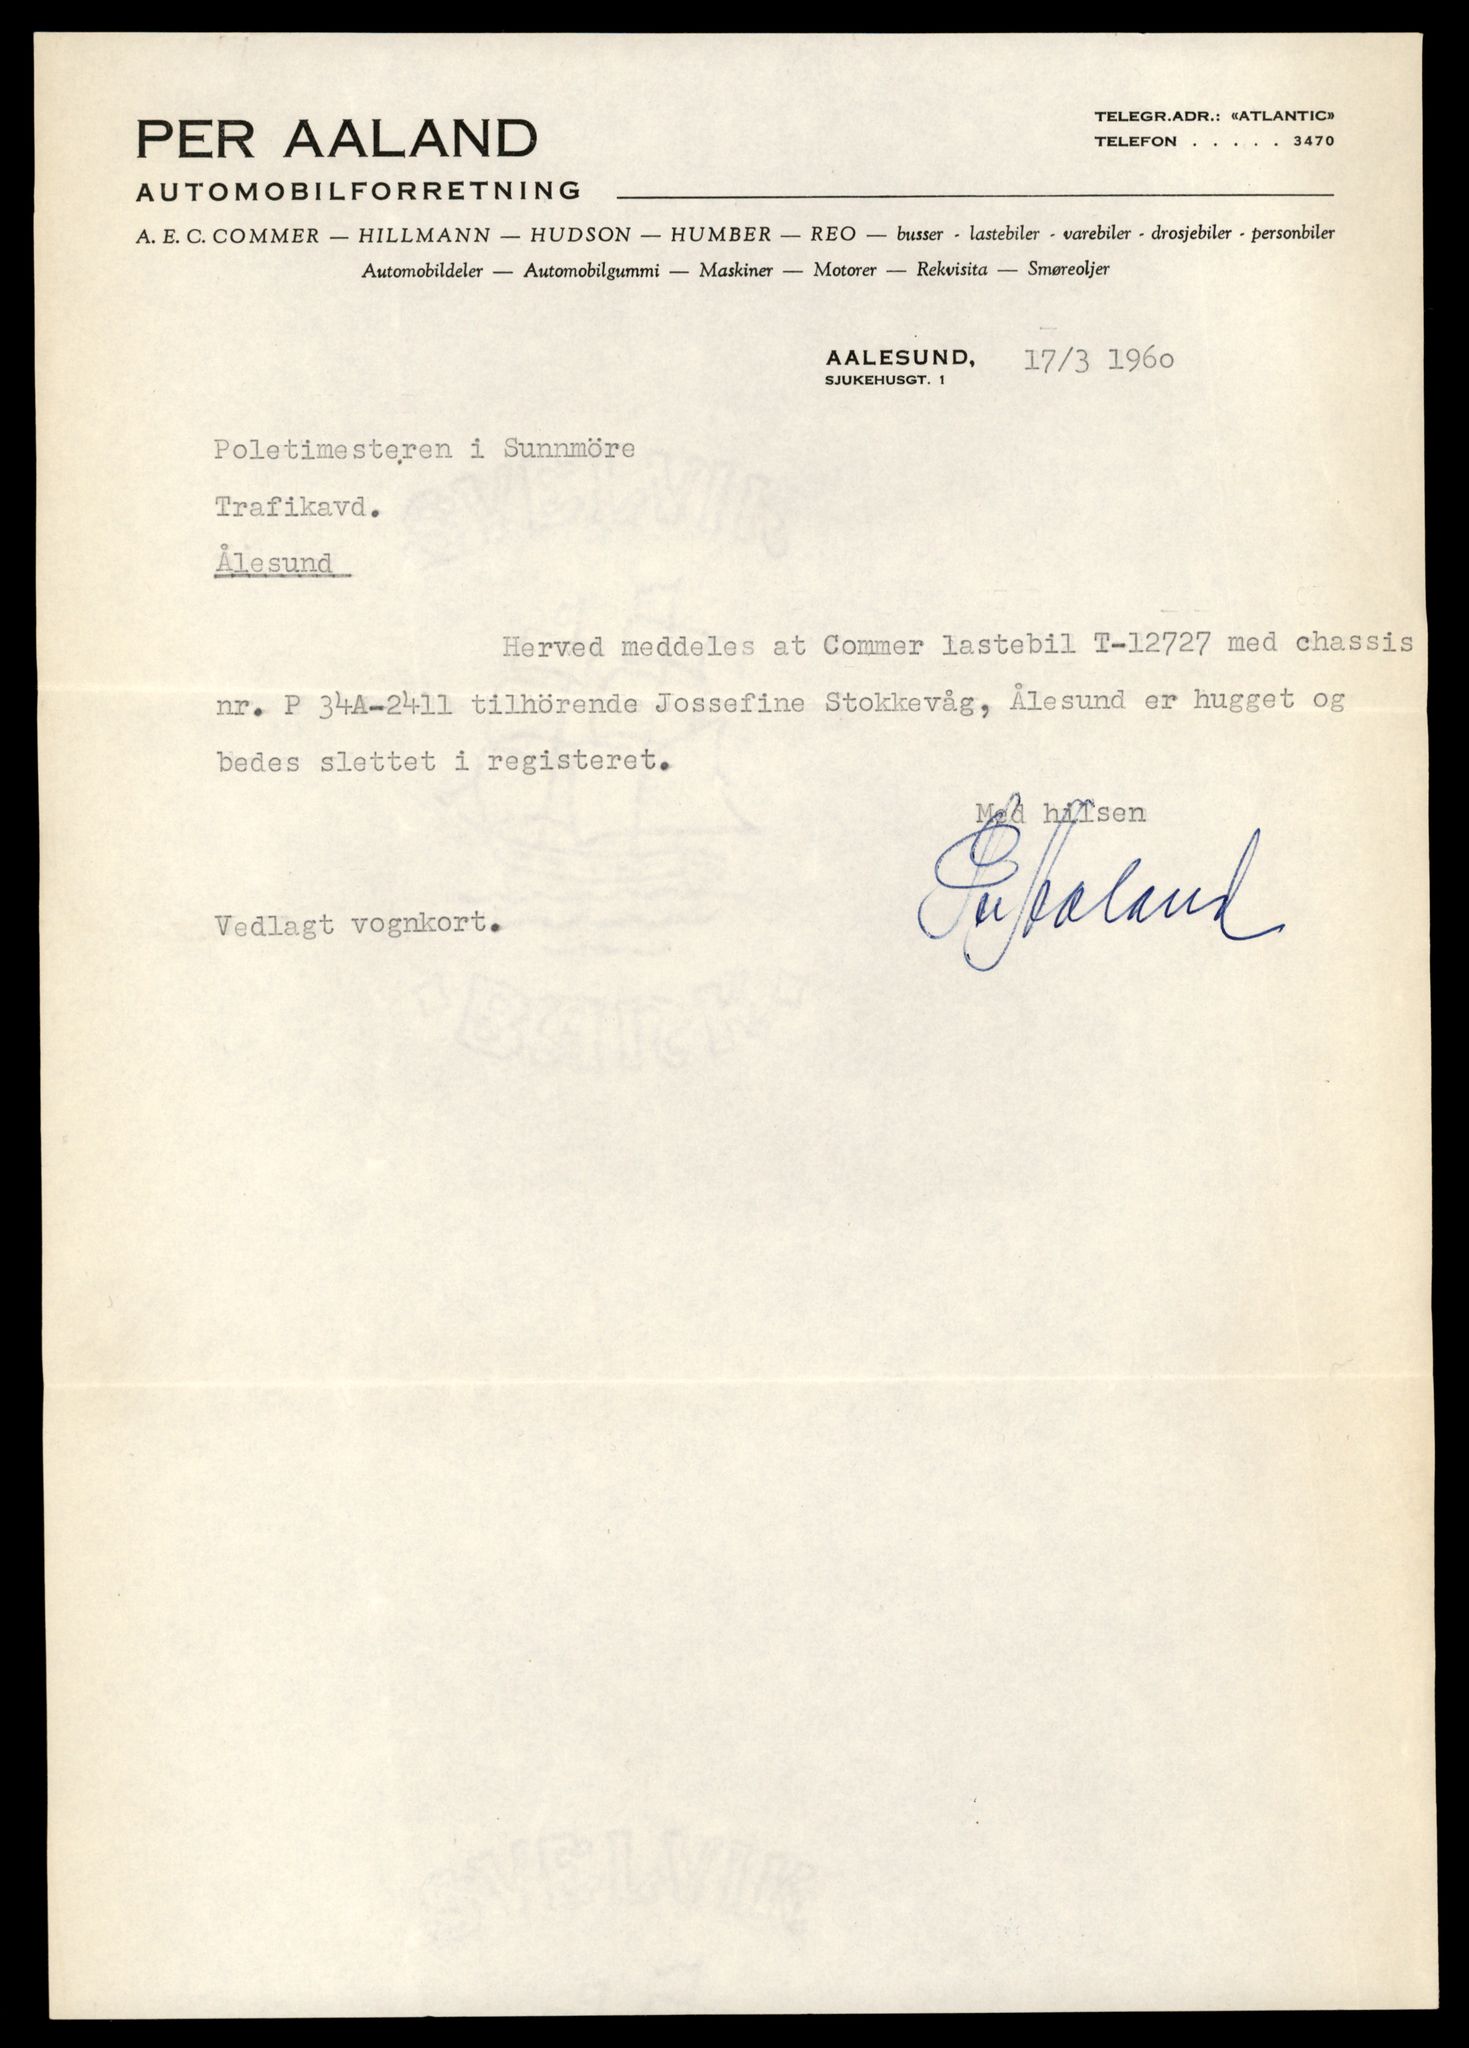 PER AALAND
AUTOMOBILFORRETNING
TELEGR.ADR.: «ATLANTIC»
TELEFON . . . . . 3470
A. E. C. COMMER — HILLMANN — HUDSON — HUMBER — REO — busser - lastebiler - varebiler - drosjebiler - personbiler
Automobildeler — Automobilgummi — Maskiner — Motorer — Rekvisita — Smøreoljer
AALESUND, 17/3 1960
SJUKEHUSGT. 1
Poletimesteren i Sunnmöre
Trafikavd.
Ålesund
Herved meddeles at Commer lastebil T-12727 med chassis
nr. P 34A-2411 tilhörende Jossefine Stokkevåg, Ålesund er hugget og
bedes slettet i registeret.
Med hilsen
Per Aaland
Vedlagt vognkort.